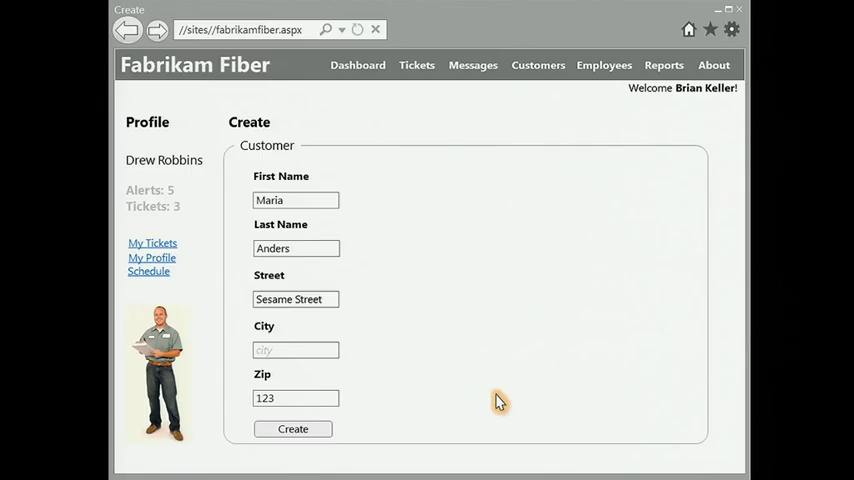 Create
//sites//fabrikamfiber.aspx
Fabrikam Fiber
Dashboard Tickets Messages Customers Employees Reports About
Welcome Brian Keller!
Profile
Drew Robbins
Alerts: 5
Tickets: 3
My Tickets
My Profile
Schedule
Create
Customer
First Name
Maria
Last Name
Anders
Street
Sesame Street
City
city
Zip
123
Create